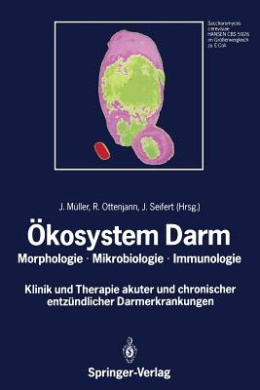 Saccharomyces
cerevisiae
HANSEN CBS 5926
im Größenvergleich
zu E.Coli
J. Müller, R. Ottenjann, J. Seifert (Hrsg.)
Ökosystem Darm
Morphologie · Mikrobiologie · Immunologie
Klinik und Therapie akuter und chronischer
entzündlicher Darmerkrankungen
Springer-Verlag